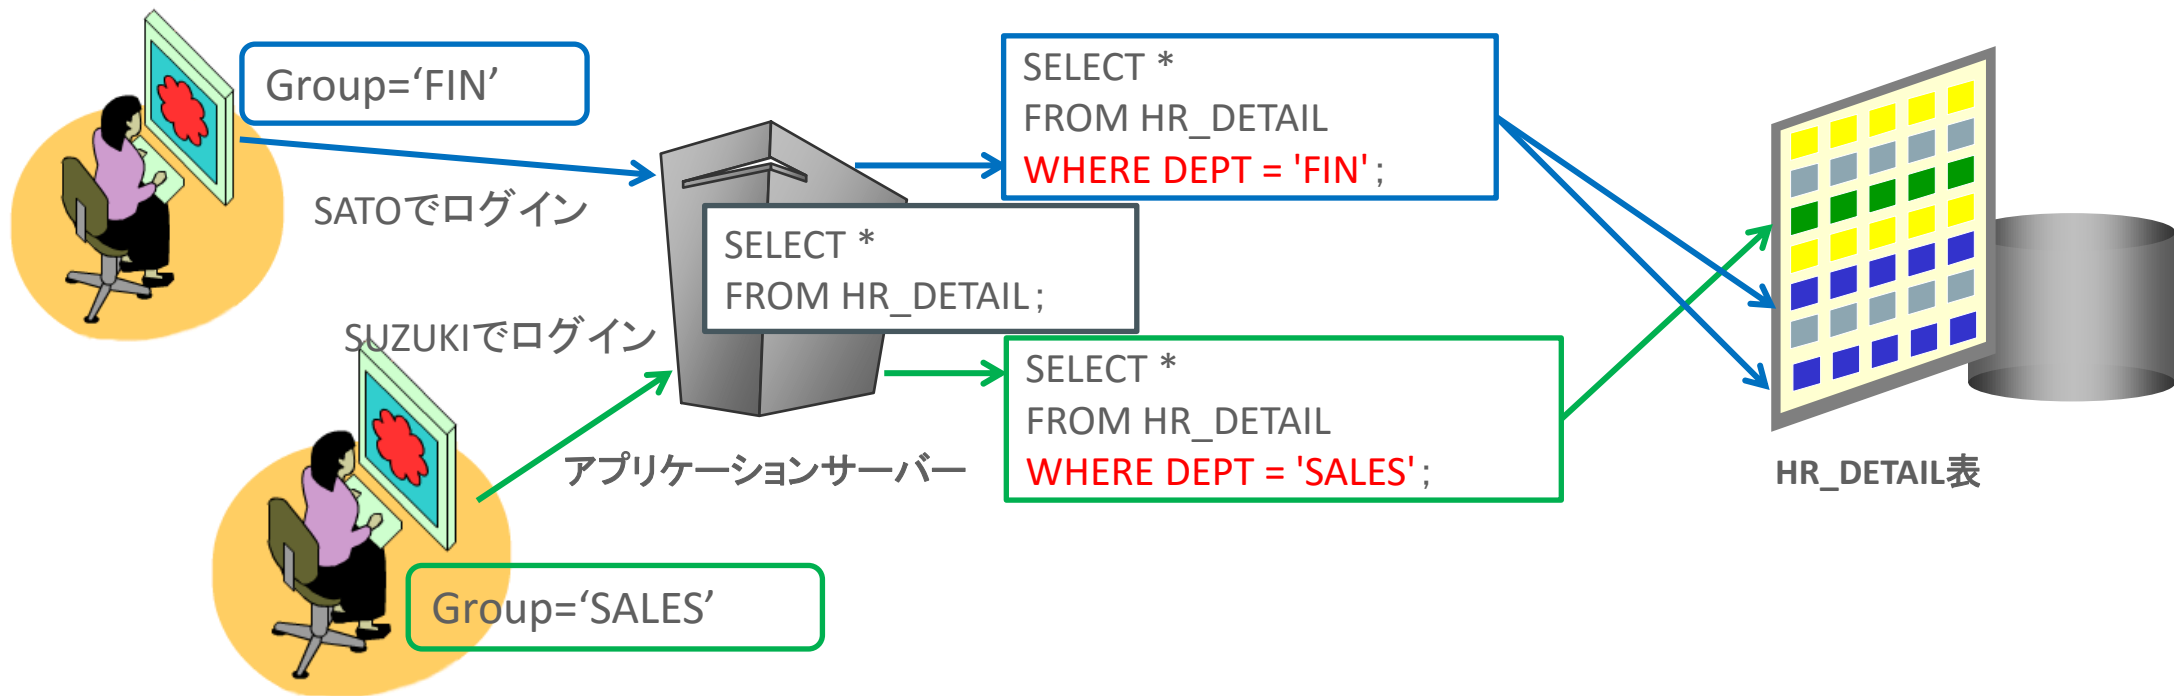 Group=‘FIN’
SATOでログイン
SELECT *
FROM HR_DETAIL
WHERE DEPT = 'FIN' ;
SELECT *
FROM HR_DETAIL ;
SUZUKIでログイン
SELECT *
FROM HR_DETAIL
WHERE DEPT = 'SALES' ;
アプリケーションサーバー
HR_DETAIL表
Group=‘SALES’